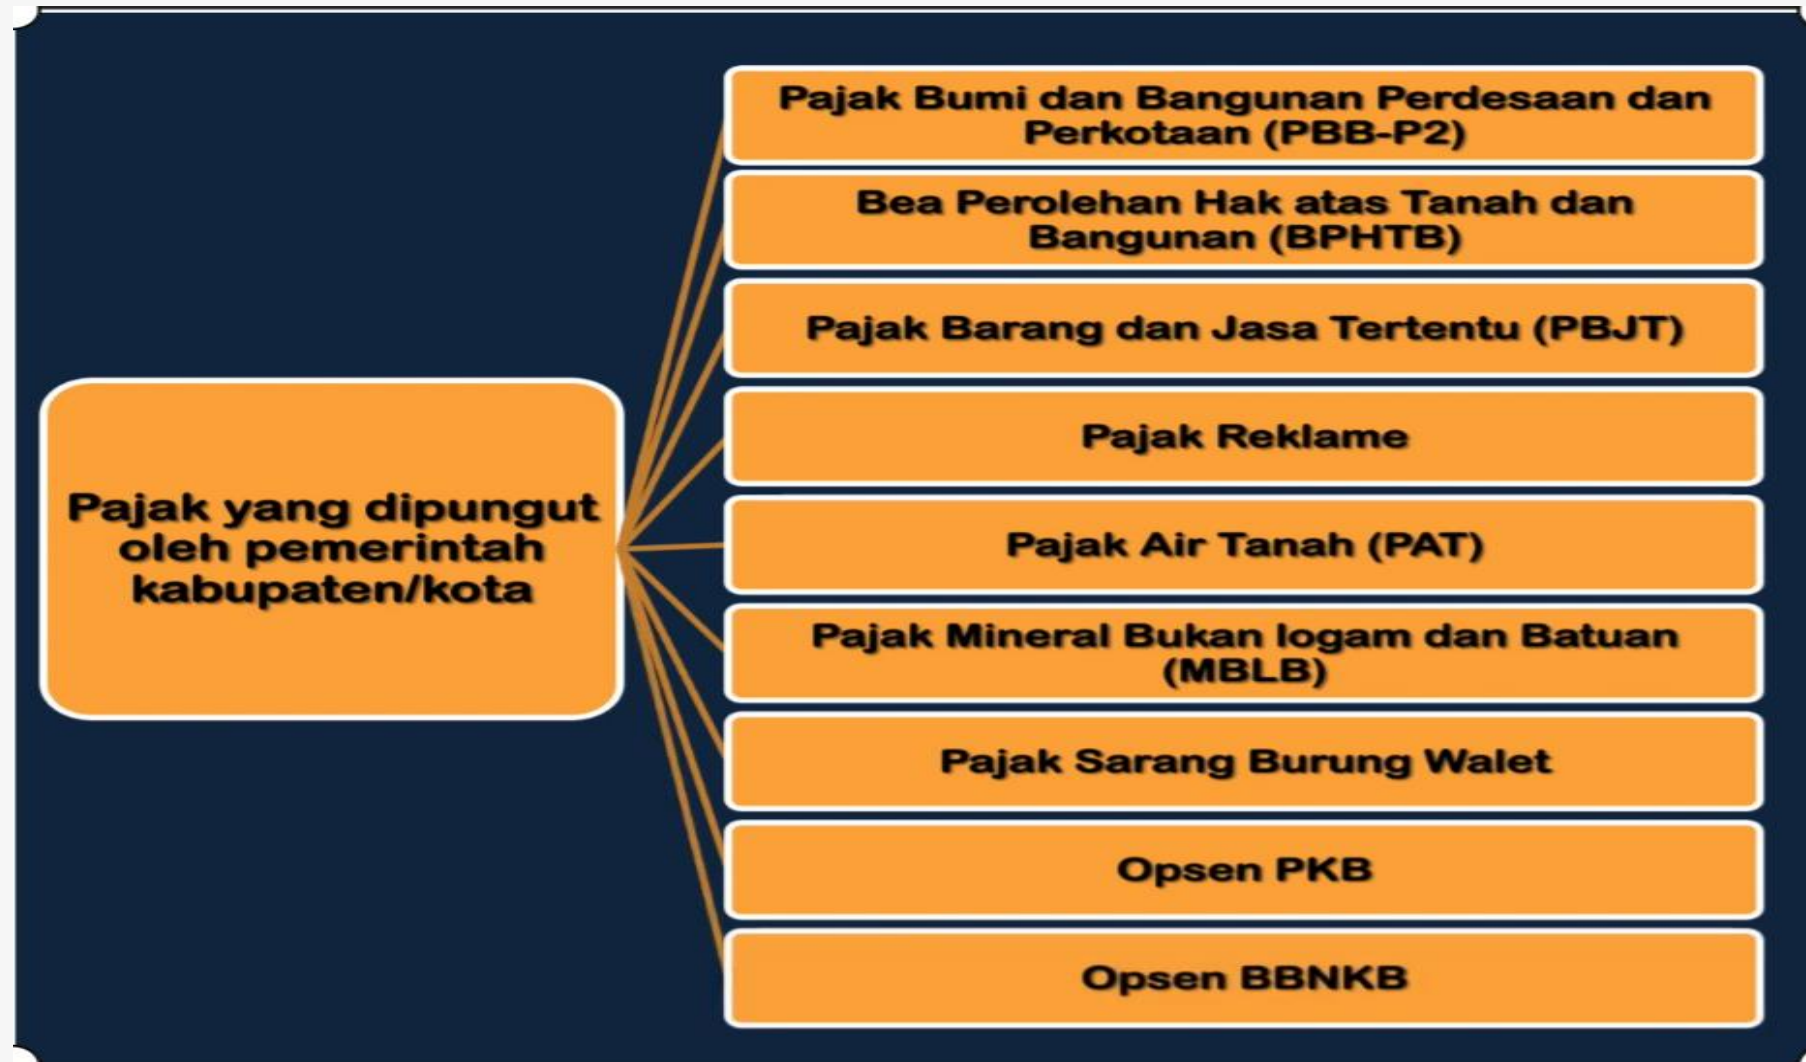 Pajak yang dipungut
oleh pemerintah
kabupaten/kota
Pajak Bumi dan Bangunan Perdesaan dan
Perkotaan (PBB-P2)
Bea Perolehan Hak atas Tanah dan
Bangunan (BPHTB)
Pajak Barang dan Jasa Tertentu (PBJT)
Pajak Reklame
Pajak Air Tanah (PAT)
Pajak Mineral Bukan logam dan Batuan
(MBLB)
Pajak Sarang Burung Walet
Opsen PKB
Opsen BBNKB